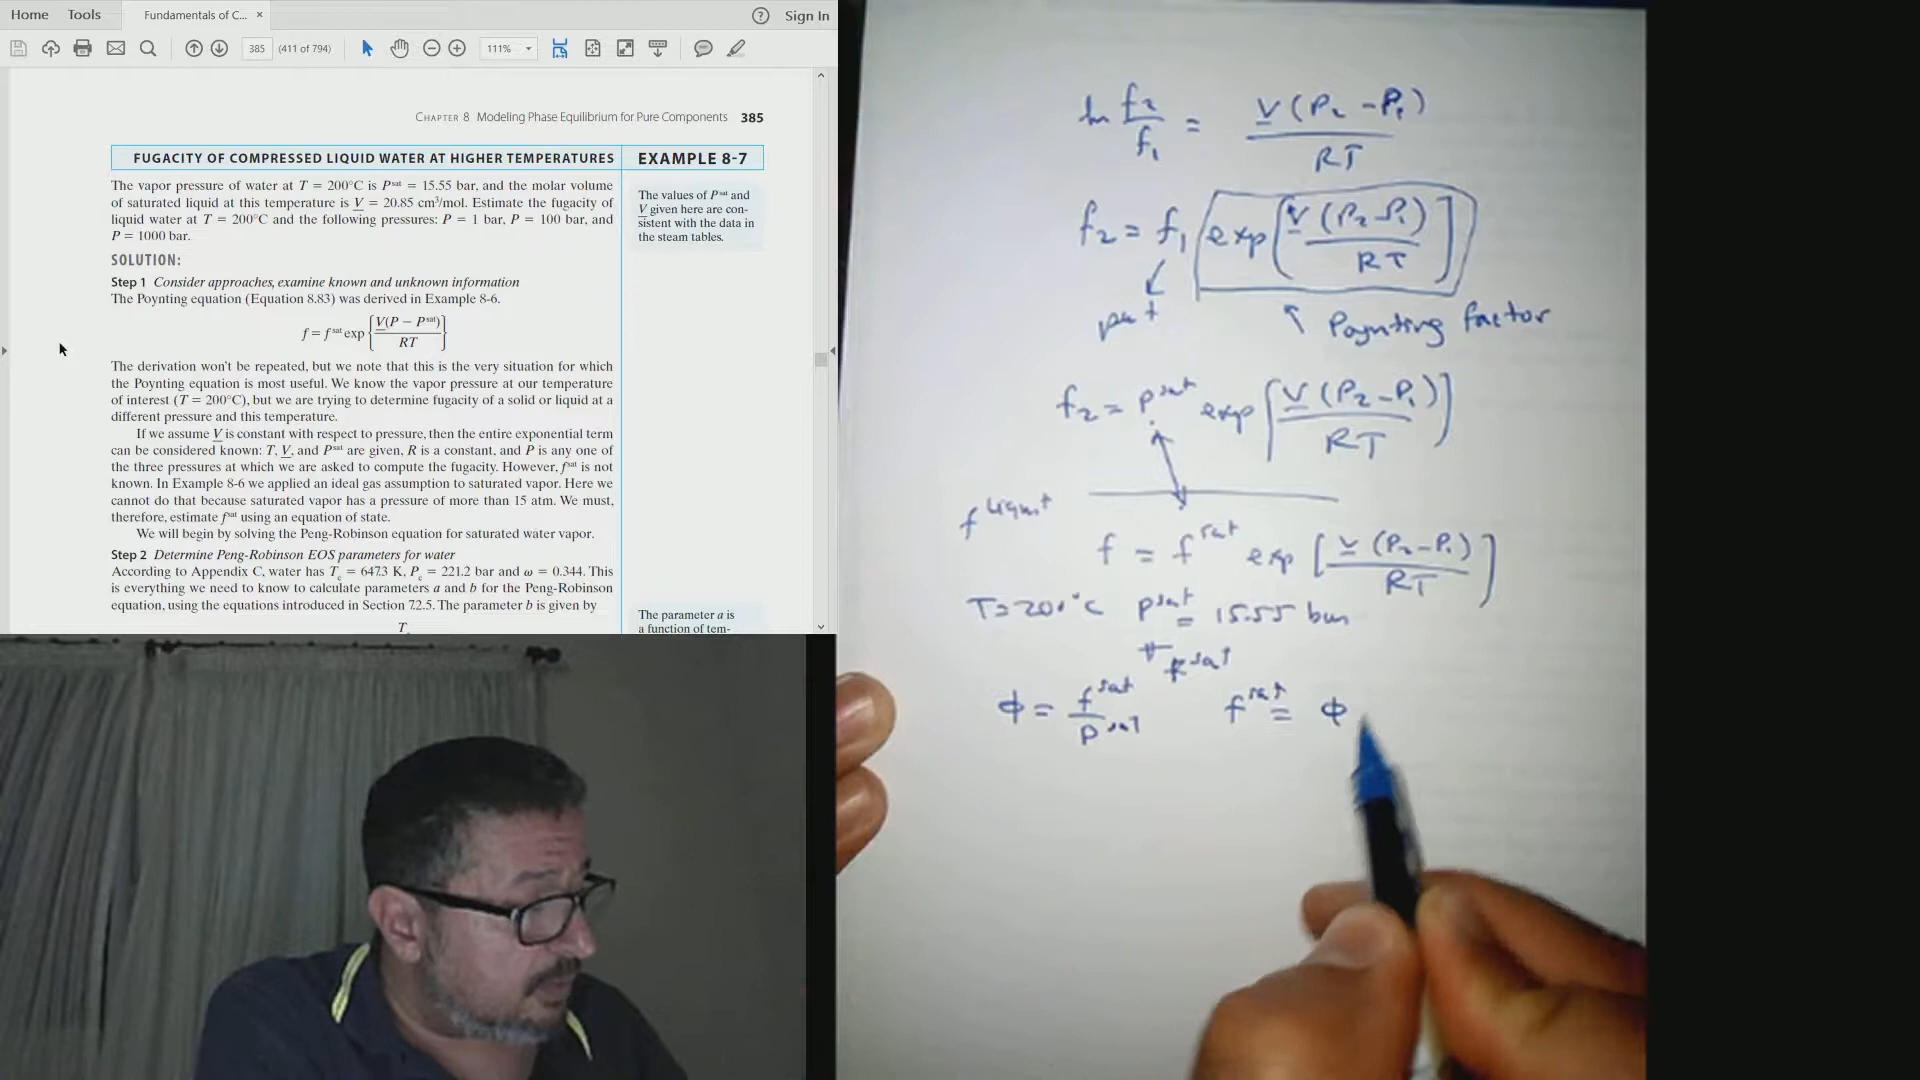 Home Tools Fundamentals of C... × Sign In
385 (411 of 794) 111%
CHAPTER 8 Modeling Phase Equilibrium for Pure Components 385
FUGACITY OF COMPRESSED LIQUID WATER AT HIGHER TEMPERATURES EXAMPLE 8-7
The vapor pressure of water at T = 200°C is Pˢᵃᵗ = 15.55 bar, and the molar volume
of saturated liquid at this temperature is V̲ = 20.85 cm³/mol. Estimate the fugacity of
liquid water at T = 200°C and the following pressures: P = 1 bar, P = 100 bar, and
P = 1000 bar.
The values of Pˢᵃᵗ and
V̲ given here are con-
sistent with the data in
the steam tables.
SOLUTION:
Step 1 Consider approaches, examine known and unknown information
The Poynting equation (Equation 8.83) was derived in Example 8-6.
f = fˢᵃᵗ exp { V̲(P − Pˢᵃᵗ) / RT }
The derivation won't be repeated, but we note that this is the very situation for which
the Poynting equation is most useful. We know the vapor pressure at our temperature
of interest (T = 200°C), but we are trying to determine fugacity of a solid or liquid at a
different pressure and this temperature.
If we assume V̲ is constant with respect to pressure, then the entire exponential term
can be considered known: T, V̲, and Pˢᵃᵗ are given, R is a constant, and P is any one of
the three pressures at which we are asked to compute the fugacity. However, fˢᵃᵗ is not
known. In Example 8-6 we applied an ideal gas assumption to saturated vapor. Here we
cannot do that because saturated vapor has a pressure of more than 15 atm. We must,
therefore, estimate fˢᵃᵗ using an equation of state.
We will begin by solving the Peng-Robinson equation for saturated water vapor.
Step 2 Determine Peng-Robinson EOS parameters for water
According to Appendix C, water has T_c = 647.3 K, P_c = 221.2 bar and ω = 0.344. This
is everything we need to know to calculate parameters a and b for the Peng-Robinson
equation, using the equations introduced in Section 7.2.5. The parameter b is given by
T_c
The parameter a is
a function of tem-
ln f₂/f₁ = V̲(P₂ − P₁) / RT
f₂ = f₁ exp[V̲(P₂ − P₁) / RT]
Poynting factor
f₂ = Pˢᵃᵗ exp[V̲(P₂ − P₁) / RT]
f = fˢᵃᵗ exp[V̲(P₂ − P₁) / RT]
T = 200°C Pˢᵃᵗ = 15.55 bar
ϕ = fˢᵃᵗ / Pˢᵃᵗ fˢᵃᵗ = ϕ